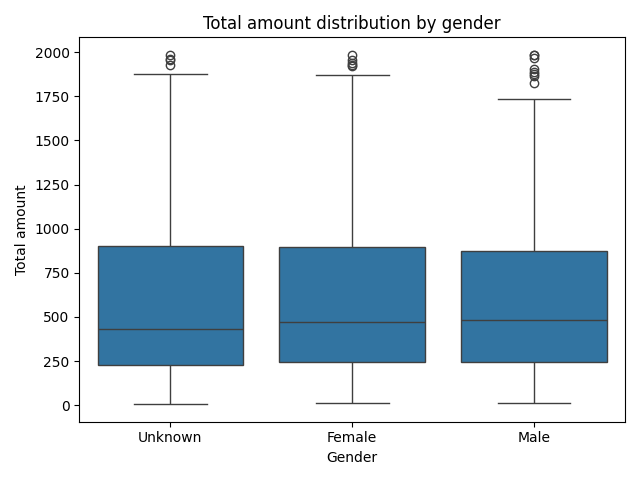 Total amount distribution by gender
Total amount
2000
1750
1500
1250
1000
750
500
250
0
Unknown Female Male
Gender